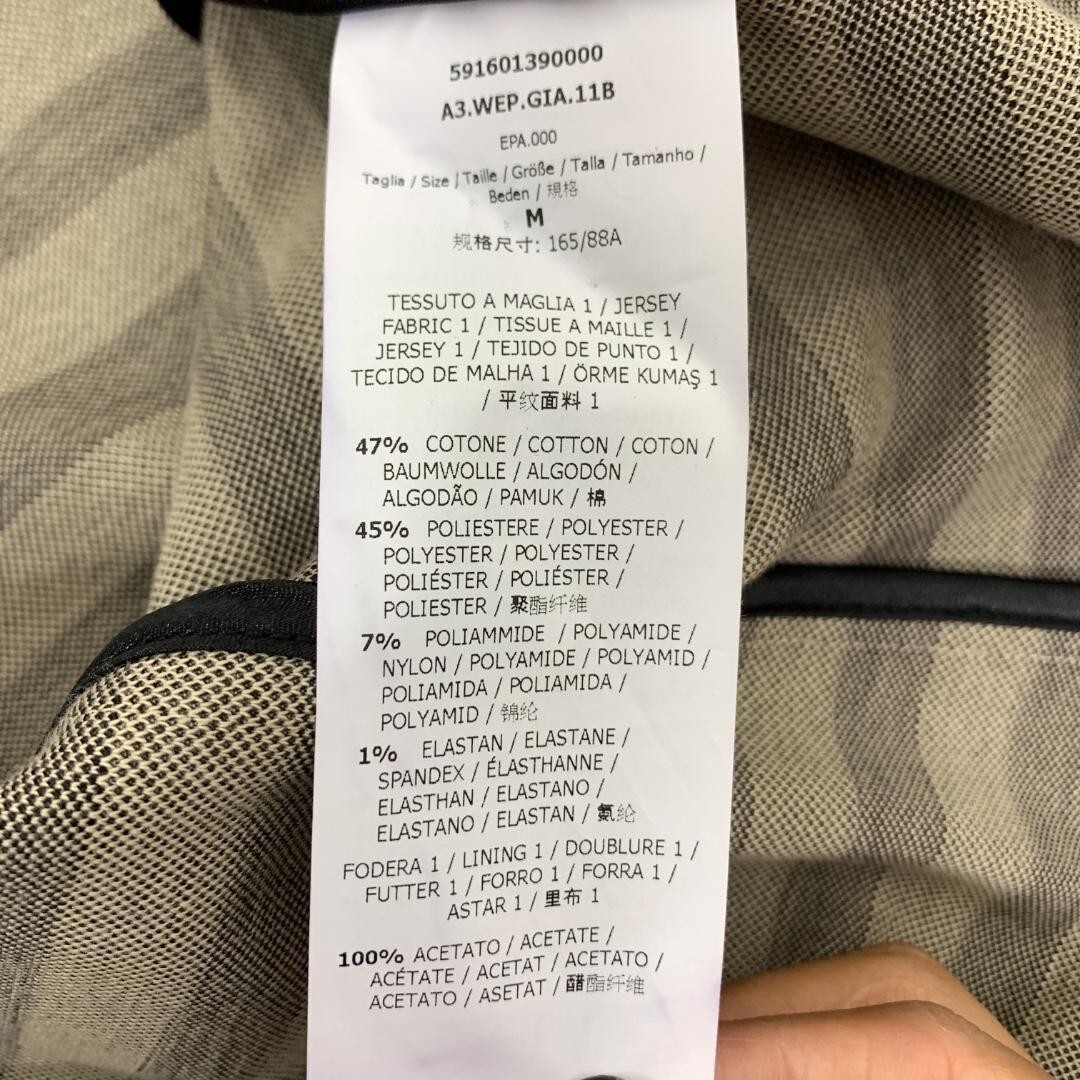 591601390000
A3.WEP.GIA.11B
EPA.000
Taglia / Size / Taille / Größe / Talla / Tamanho /
Beden / 規格
M
规格尺寸: 165/88A
TESSUTO A MAGLIA 1 / JERSEY
FABRIC 1 / TISSUE A MAILLE 1 /
JERSEY 1 / TEJIDO DE PUNTO 1 /
TECIDO DE MALHA 1 / ÖRME KUMAŞ 1
/ 平纹面料 1
47% COTONE / COTTON / COTON /
BAUMWOLLE / ALGODÓN /
ALGODÃO / PAMUK / 棉
45% POLIESTERE / POLYESTER /
POLYESTER / POLYESTER /
POLIÉSTER / POLIÉSTER /
POLIESTER / 聚酯纤维
7% POLIAMMIDE / POLYAMIDE /
NYLON / POLYAMIDE / POLYAMID /
POLIAMIDA / POLIAMIDA /
POLYAMID / 锦纶
1% ELASTAN / ELASTANE /
SPANDEX / ÉLASTHANNE /
ELASTHAN / ELASTANO /
ELASTANO / ELASTAN / 氨纶
FODERA 1 / LINING 1 / DOUBLURE 1 /
FUTTER 1 / FORRO 1 / FORRA 1 /
ASTAR 1 / 里布 1
100% ACETATO / ACETATE /
ACÉTATE / ACETAT / ACETATO /
ACETATO / ASETAT / 醋酯纤维